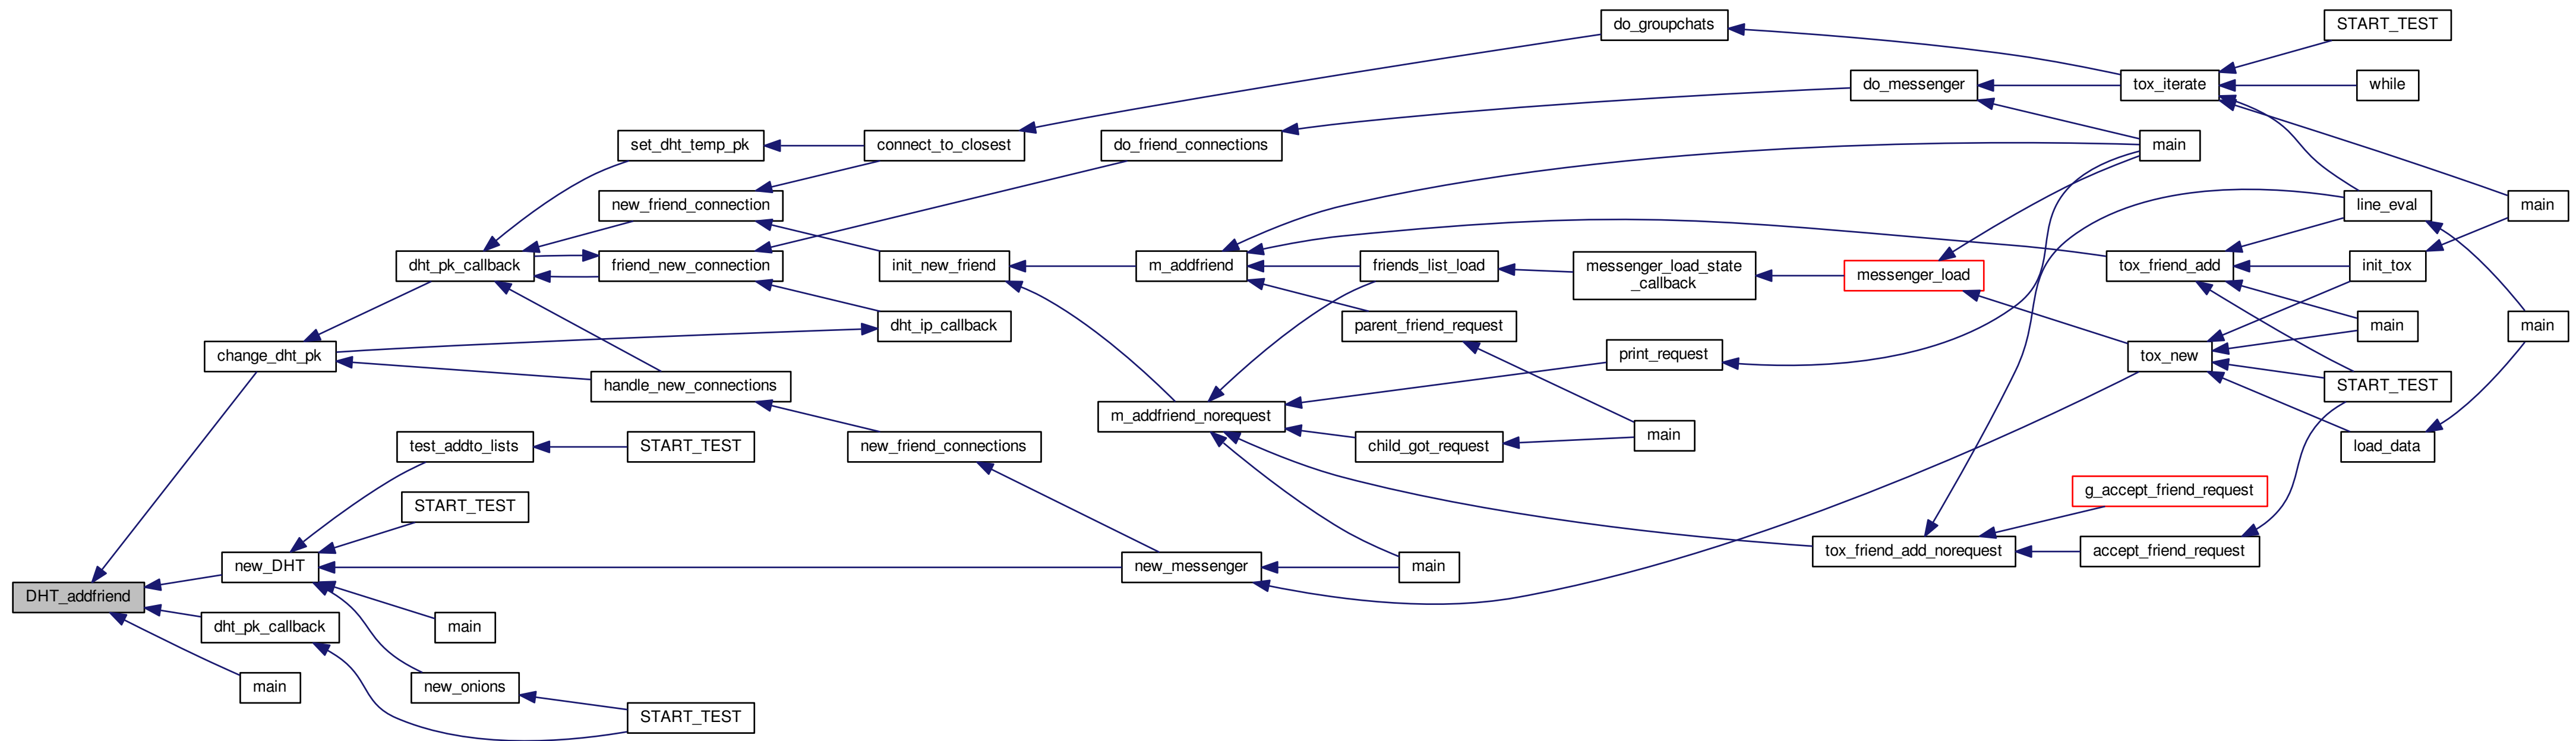 do_groupchats
START_TEST
do_messenger
tox_iterate
while
set_dht_temp_pk
connect_to_closest
do_friend_connections
main
new_friend_connection
line_eval
main
dht_pk_callback
friend_new_connection
init_new_friend
m_addfriend
friends_list_load
messenger_load_state
_callback
messenger_load
tox_friend_add
init_tox
dht_ip_callback
parent_friend_request
main
main
change_dht_pk
print_request
tox_new
handle_new_connections
START_TEST
m_addfriend_norequest
test_addto_lists
START_TEST
new_friend_connections
child_got_request
main
load_data
START_TEST
g_accept_friend_request
new_DHT
new_messenger
main
tox_friend_add_norequest
accept_friend_request
DHT_addfriend
dht_pk_callback
main
main
new_onions
START_TEST